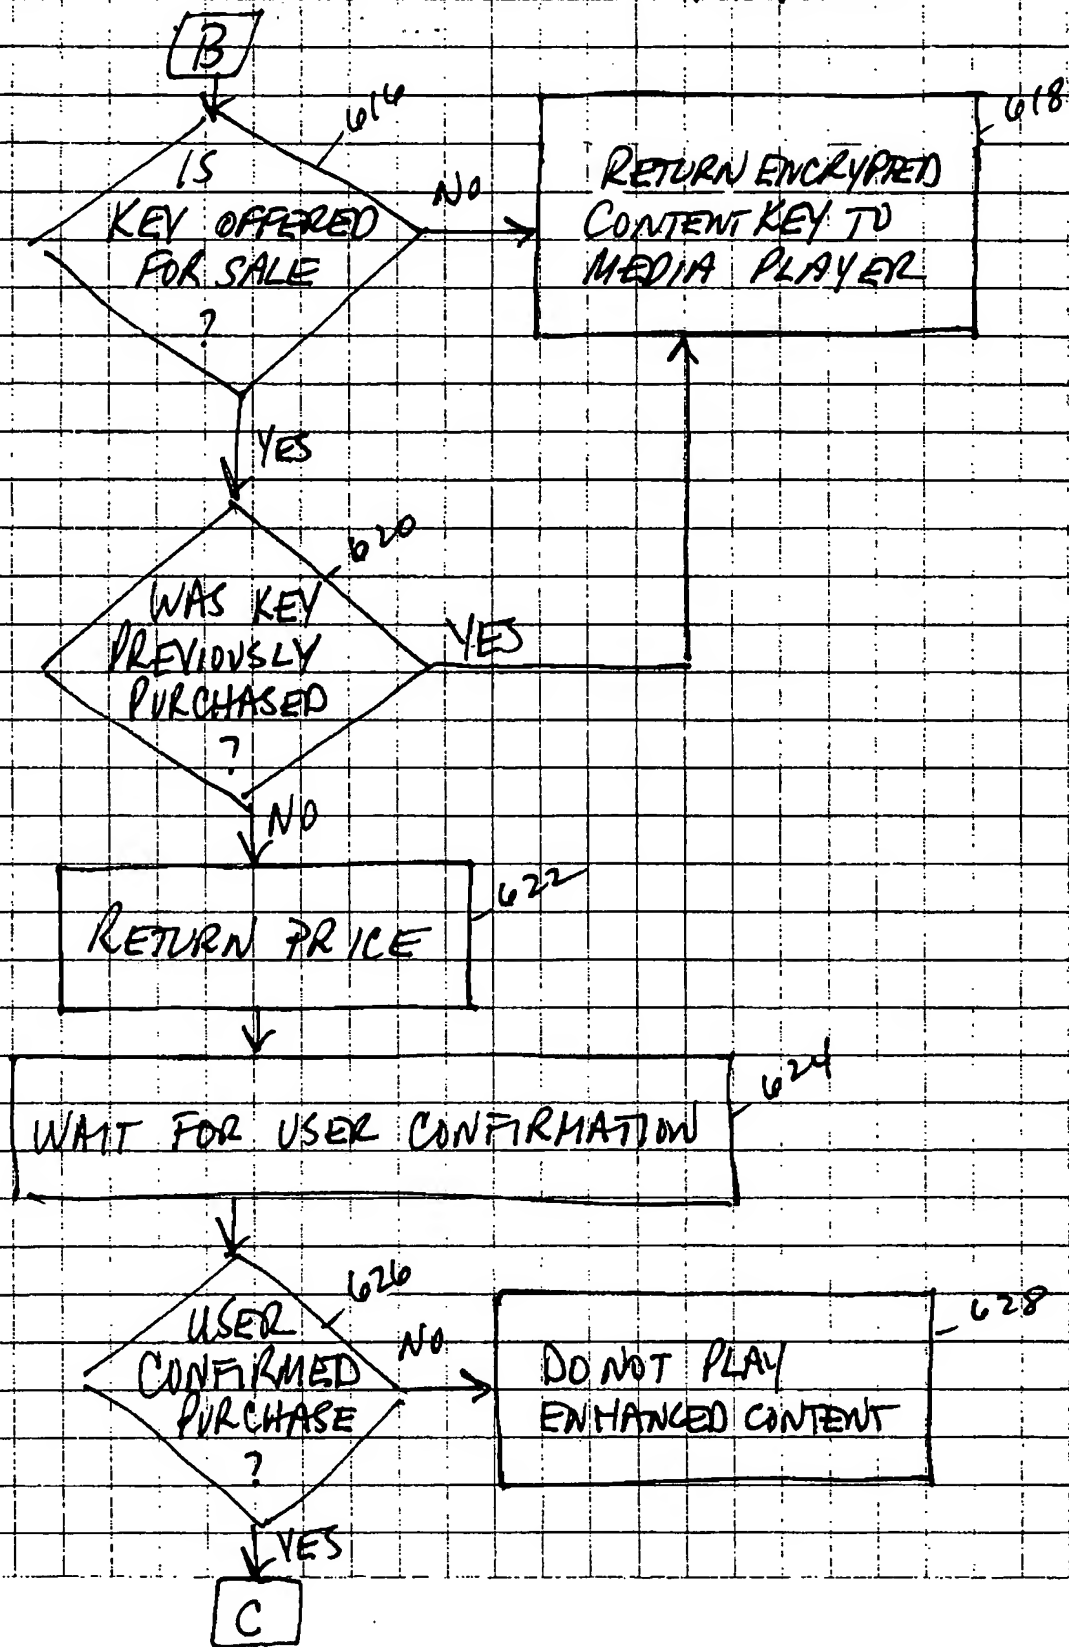 B
616
IS
KEY OFFERED
FOR SALE
?
NO
618
RETURN ENCRYPTED
CONTENT KEY TO
MEDIA PLAYER
YES
620
WAS KEY
PREVIOUSLY
PURCHASED
?
YES
NO
622
RETURN PRICE
624
WAIT FOR USER CONFIRMATION
626
USER
CONFIRMED
PURCHASE
?
NO
628
DO NOT PLAY
ENHANCED CONTENT
YES
C